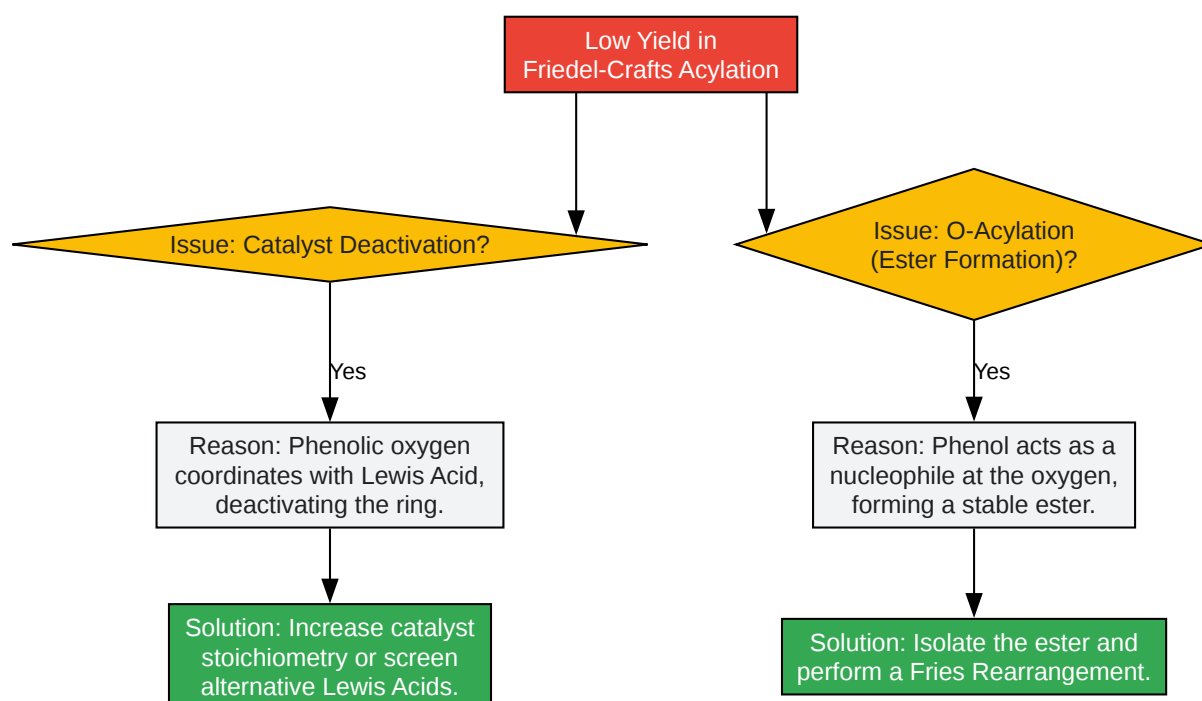 Low Yield in
Friedel-Crafts Acylation
Issue: Catalyst Deactivation?
Issue: O-Acylation
(Ester Formation)?
Yes
Yes
Reason: Phenolic oxygen
coordinates with Lewis Acid,
deactivating the ring.
Reason: Phenol acts as a
nucleophile at the oxygen,
forming a stable ester.
Solution: Increase catalyst
stoichiometry or screen
alternative Lewis Acids.
Solution: Isolate the ester and
perform a Fries Rearrangement.